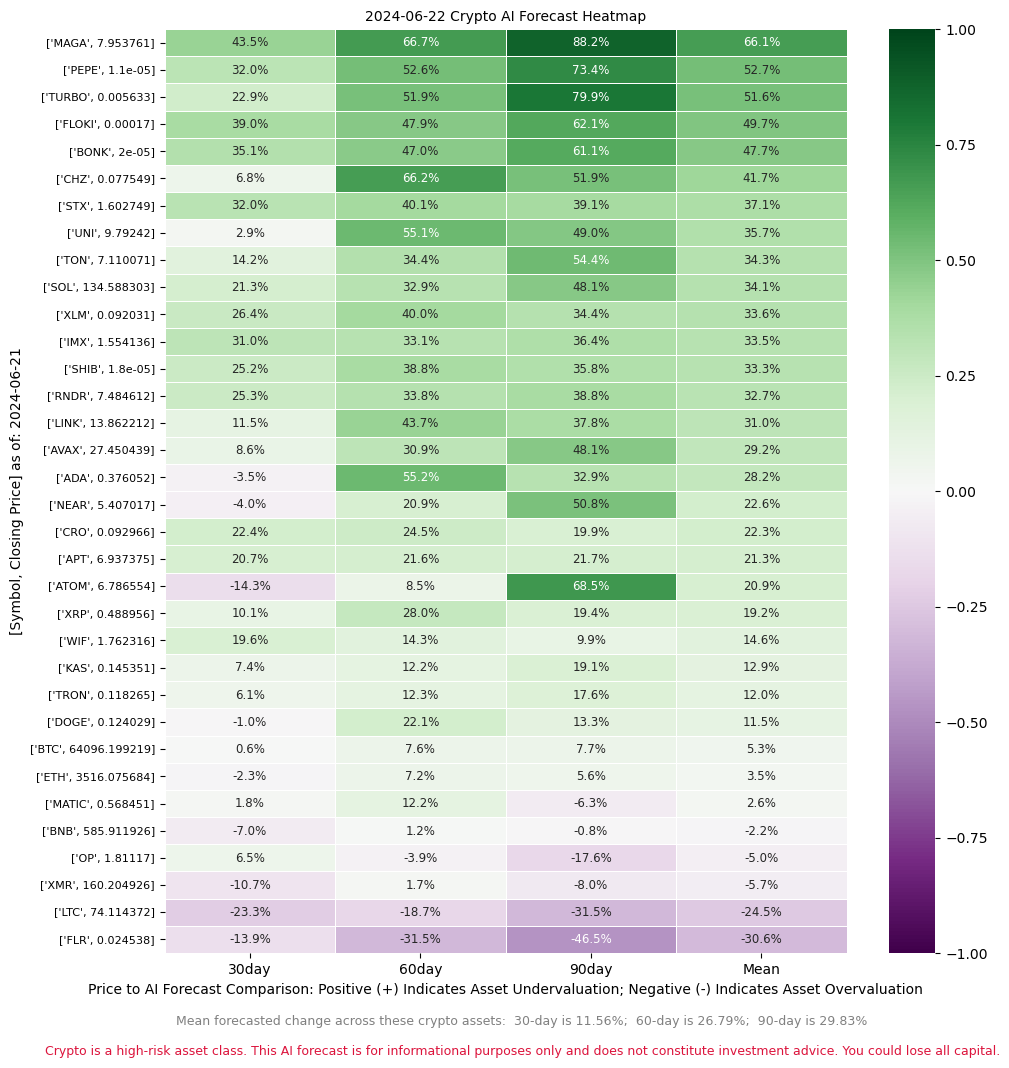 2024-06-22 Crypto AI Forecast Heatmap
['MAGA', 7.953761] 43.5% 66.7% 88.2% 66.1%
['PEPE', 1.1e-05] 32.0% 52.6% 73.4% 52.7%
['TURBO', 0.005633] 22.9% 51.9% 79.9% 51.6%
['FLOKI', 0.00017] 39.0% 47.9% 62.1% 49.7%
['BONK', 2e-05] 35.1% 47.0% 61.1% 47.7%
['CHZ', 0.077549] 6.8% 66.2% 51.9% 41.7%
['STX', 1.602749] 32.0% 40.1% 39.1% 37.1%
['UNI', 9.79242] 2.9% 55.1% 49.0% 35.7%
['TON', 7.110071] 14.2% 34.4% 54.4% 34.3%
['SOL', 134.588303] 21.3% 32.9% 48.1% 34.1%
['XLM', 0.092031] 26.4% 40.0% 34.4% 33.6%
['IMX', 1.554136] 31.0% 33.1% 36.4% 33.5%
['SHIB', 1.8e-05] 25.2% 38.8% 35.8% 33.3%
['RNDR', 7.484612] 25.3% 33.8% 38.8% 32.7%
['LINK', 13.862212] 11.5% 43.7% 37.8% 31.0%
['AVAX', 27.450439] 8.6% 30.9% 48.1% 29.2%
['ADA', 0.376052] -3.5% 55.2% 32.9% 28.2%
['NEAR', 5.407017] -4.0% 20.9% 50.8% 22.6%
['CRO', 0.092966] 22.4% 24.5% 19.9% 22.3%
['APT', 6.937375] 20.7% 21.6% 21.7% 21.3%
['ATOM', 6.786554] -14.3% 8.5% 68.5% 20.9%
['XRP', 0.488956] 10.1% 28.0% 19.4% 19.2%
['WIF', 1.762316] 19.6% 14.3% 9.9% 14.6%
['KAS', 0.145351] 7.4% 12.2% 19.1% 12.9%
['TRON', 0.118265] 6.1% 12.3% 17.6% 12.0%
['DOGE', 0.124029] -1.0% 22.1% 13.3% 11.5%
['BTC', 64096.199219] 0.6% 7.6% 7.7% 5.3%
['ETH', 3516.075684] -2.3% 7.2% 5.6% 3.5%
['MATIC', 0.568451] 1.8% 12.2% -6.3% 2.6%
['BNB', 585.911926] -7.0% 1.2% -0.8% -2.2%
['OP', 1.81117] 6.5% -3.9% -17.6% -5.0%
['XMR', 160.204926] -10.7% 1.7% -8.0% -5.7%
['LTC', 74.114372] -23.3% -18.7% -31.5% -24.5%
['FLR', 0.024538] -13.9% -31.5% -46.5% -30.6%
30day 60day 90day Mean
[Symbol, Closing Price] as of: 2024-06-21
1.00
0.75
0.50
0.25
0.00
−0.25
−0.50
−0.75
−1.00
Price to AI Forecast Comparison: Positive (+) Indicates Asset Undervaluation; Negative (-) Indicates Asset Overvaluation
Mean forecasted change across these crypto assets: 30-day is 11.56%; 60-day is 26.79%; 90-day is 29.83%
Crypto is a high-risk asset class. This AI forecast is for informational purposes only and does not constitute investment advice. You could lose all capital.